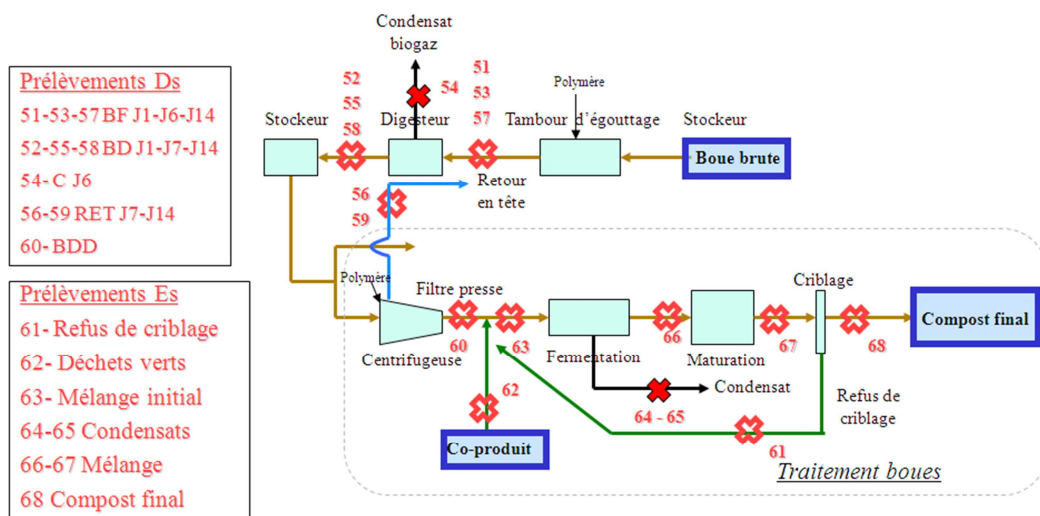 Prélèvements Ds
51-53-57 BF J1-J6-J14
52-55-58 BD J1-J7-J14
54- C J6
56-59 RET J7-J14
60- BDD
Prélèvements Es
61- Refus de criblage
62- Déchets verts
63- Mélange initial
64-65 Condensats
66-67 Mélange
68 Compost final
Condensat
biogaz
52
55
58
54
51
53
57
Polymère
Stockeur
Digesteur
Tambour d'égouttage
Stockeur
Boue brute
56
59
Retour
en tête
Polymère
Filtre presse
Criblage
Centrifugeuse
60
63
Fermentation
66
Maturation
67
68
Compost final
62
Condensat
64 - 65
Refus de
criblage
Co-produit
61
Traitement boues